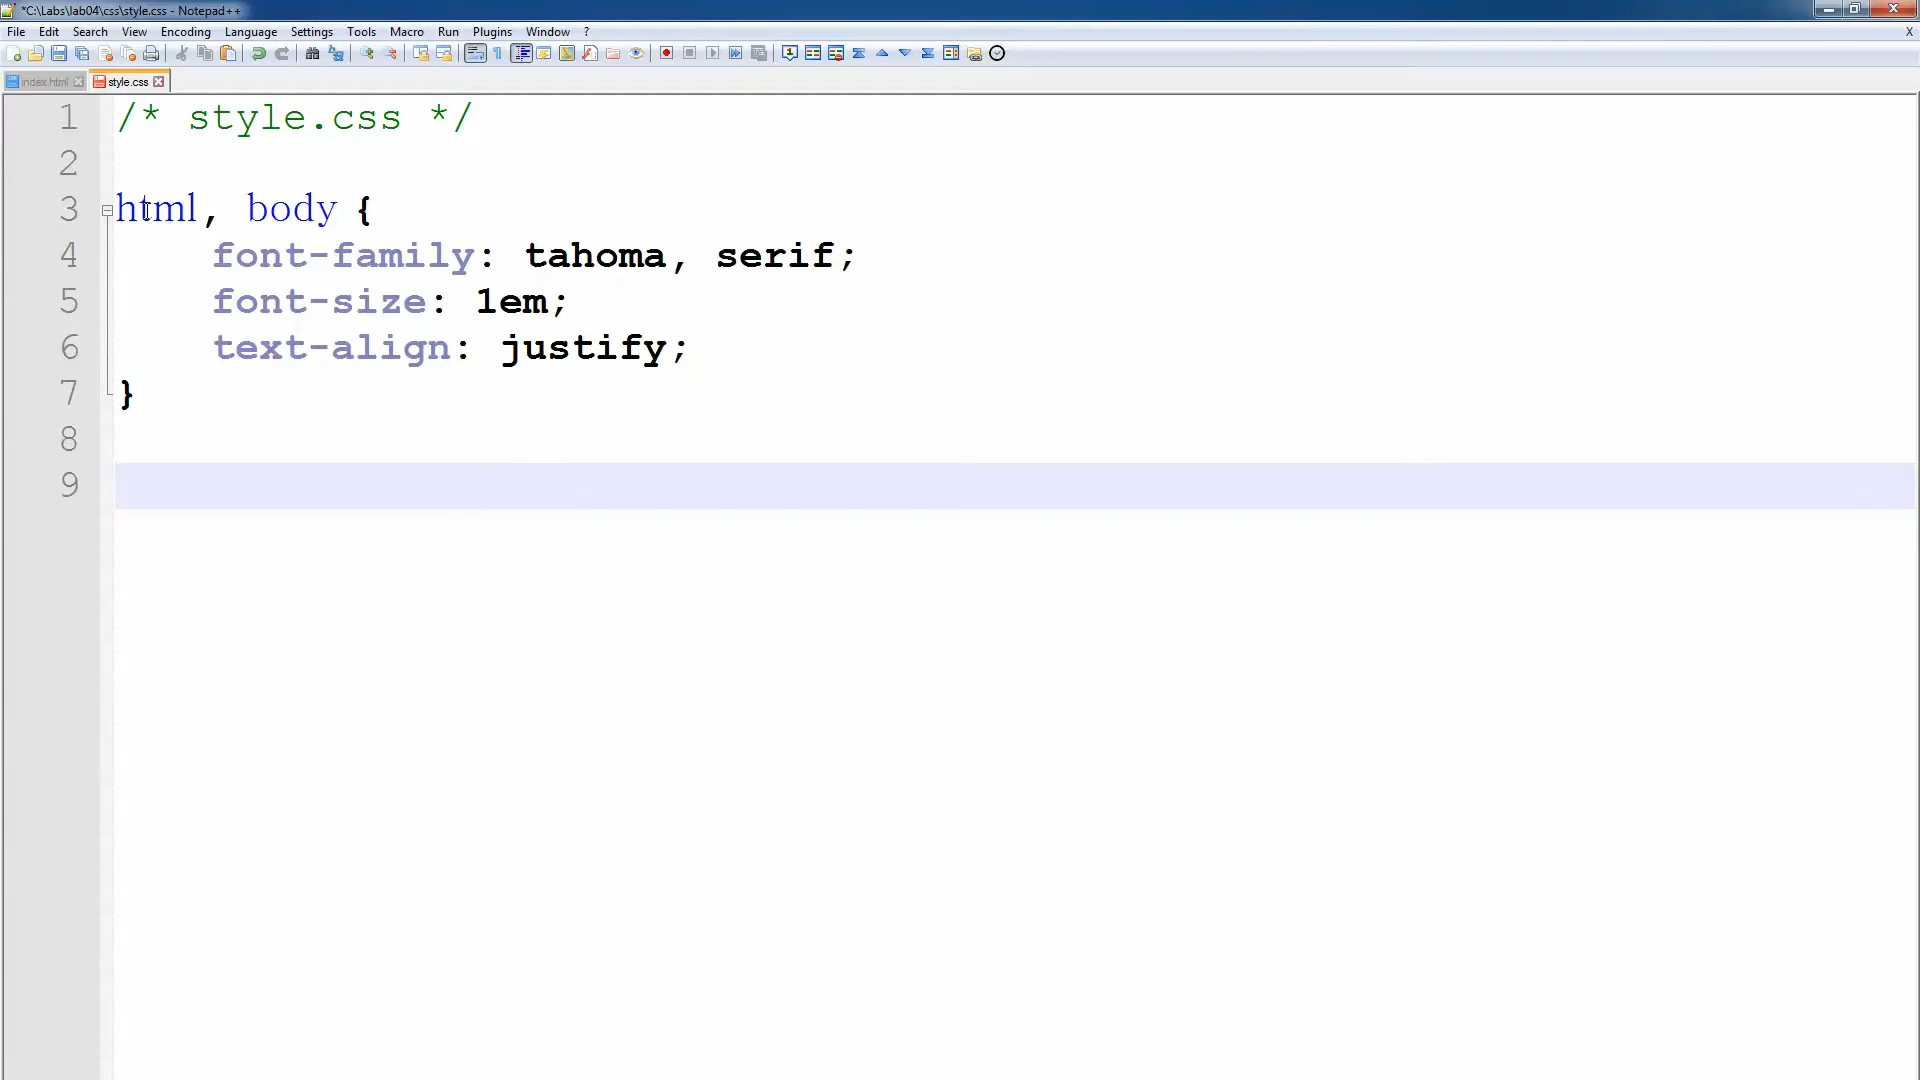 *C:\Labs\lab04\css\style.css - Notepad++
File Edit Search View Encoding Language Settings Tools Macro Run Plugins Window ? X
index.html style.css
1 /* style.css */
2
3 html, body {
4 font-family: tahoma, serif;
5 font-size: 1em;
6 text-align: justify;
7 }
8
9